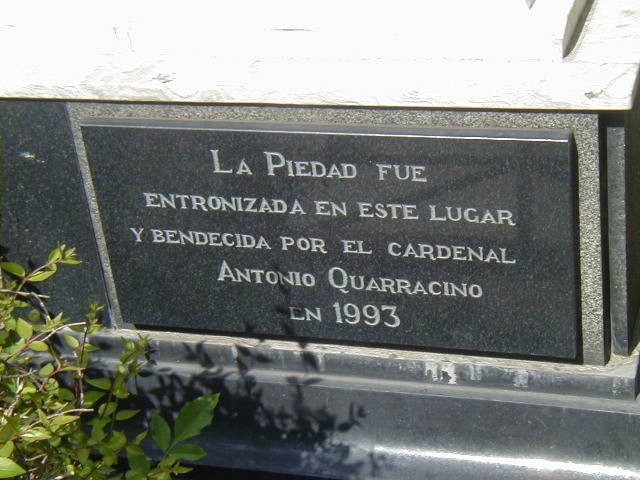 La Piedad fue
entronizada en este lugar
y bendecida por el cardenal
Antonio Quarracino
en 1993